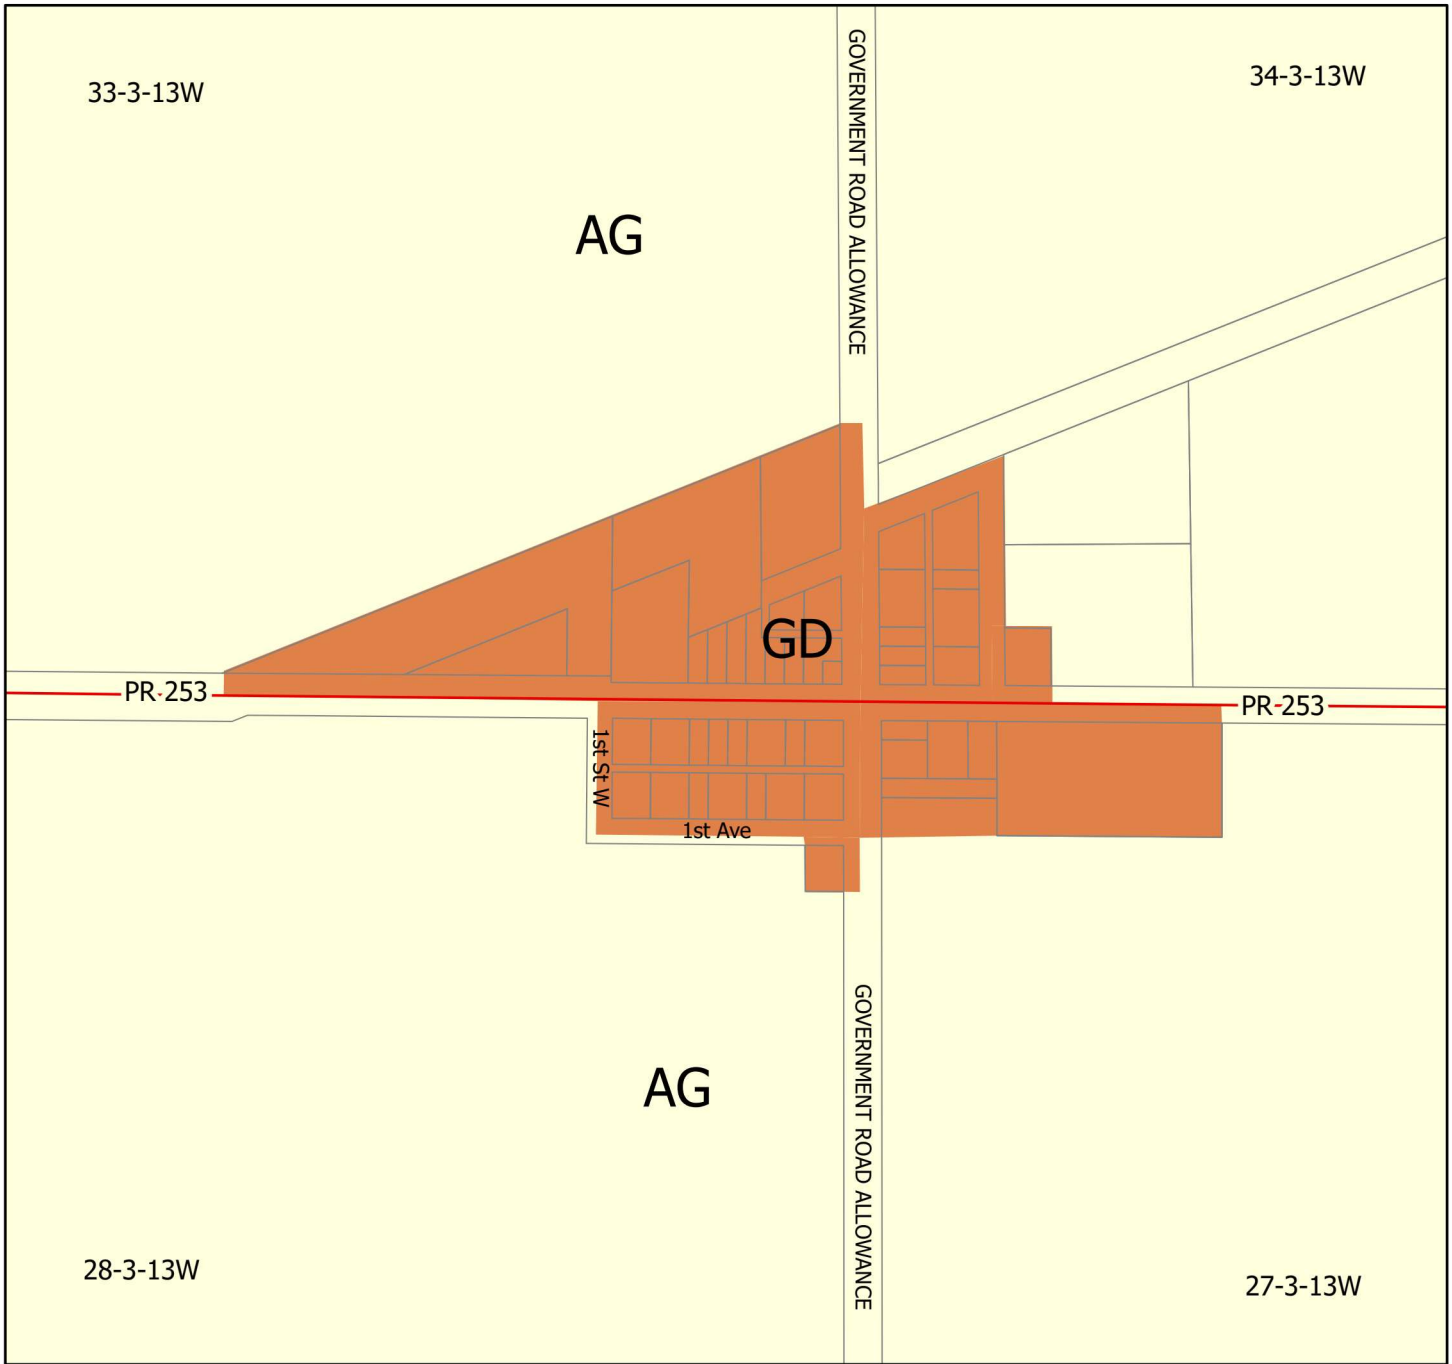 33-3-13W
34-3-13W
GOVERNMENT ROAD ALLOWANCE
AG
GD
PR 253
PR 253
1st St W
1st Ave
AG
GOVERNMENT ROAD ALLOWANCE
28-3-13W
27-3-13W